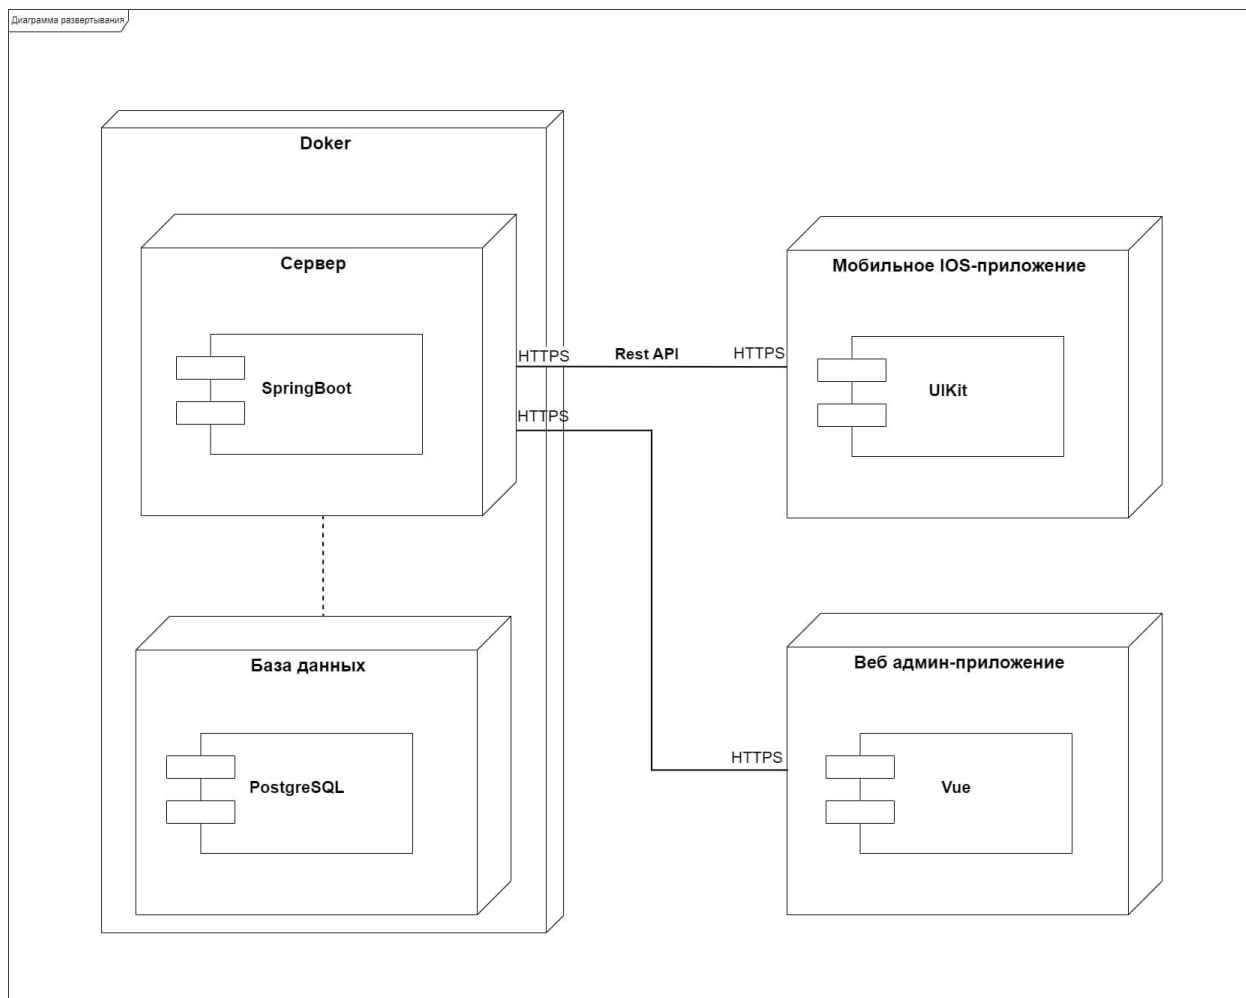 Диаграмма развертывания
Doker
Сервер
SpringBoot
HTTPS
Rest API
HTTPS
Мобильное IOS-приложение
UIKit
HTTPS
База данных
PostgreSQL
HTTPS
Веб админ-приложение
Vue